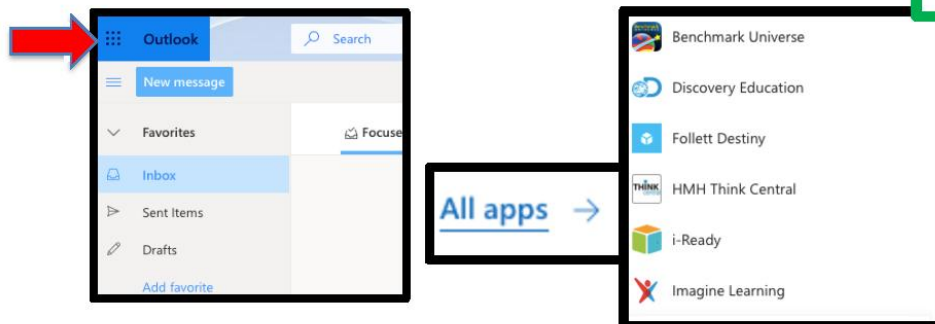 Outlook
Search
New message
Favorites
Focuse
Inbox
Sent Items
Drafts
Add favorite
All apps →
Benchmark Universe
Discovery Education
Follett Destiny
THINK
HMH Think Central
i-Ready
Imagine Learning